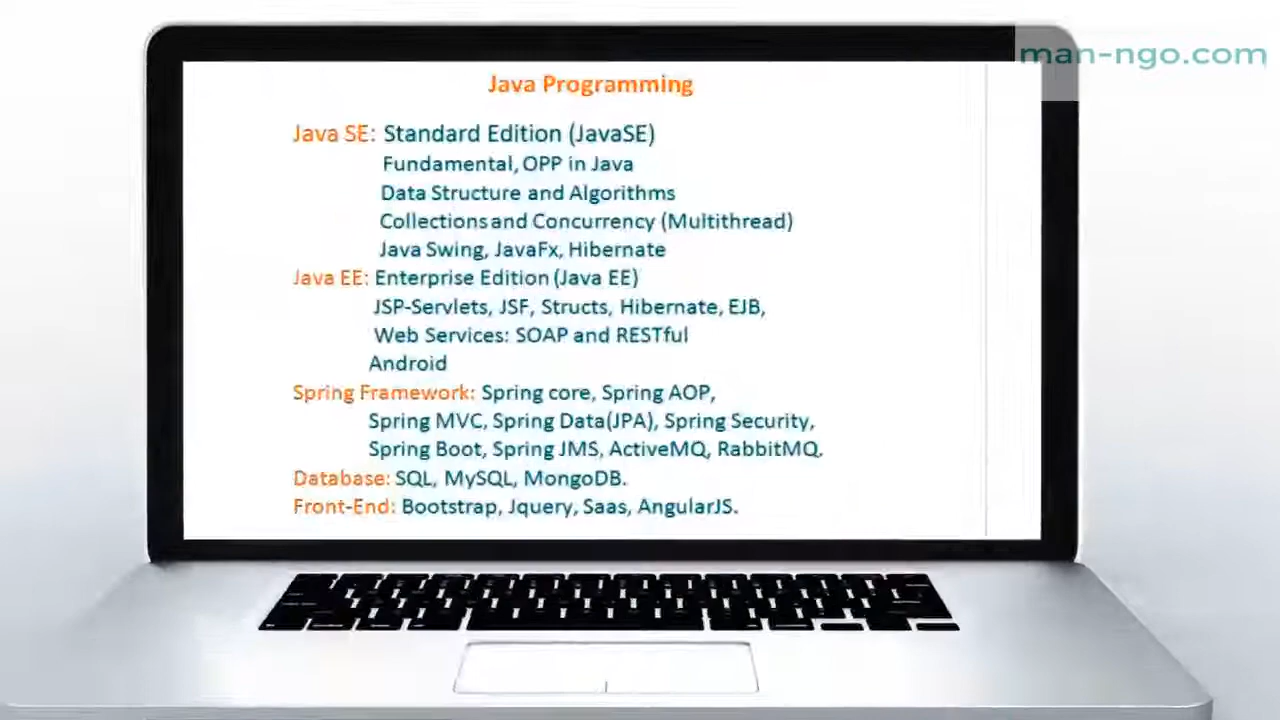 man-ngo.com
Java Programming
Java SE: Standard Edition (JavaSE)
Fundamental, OPP in Java
Data Structure and Algorithms
Collections and Concurrency (Multithread)
Java Swing, JavaFx, Hibernate
Java EE: Enterprise Edition (Java EE)
JSP-Servlets, JSF, Structs, Hibernate, EJB,
Web Services: SOAP and RESTful
Android
Spring Framework: Spring core, Spring AOP,
Spring MVC, Spring Data(JPA), Spring Security,
Spring Boot, Spring JMS, ActiveMQ, RabbitMQ.
Database: SQL, MySQL, MongoDB.
Front-End: Bootstrap, Jquery, Saas, AngularJS.